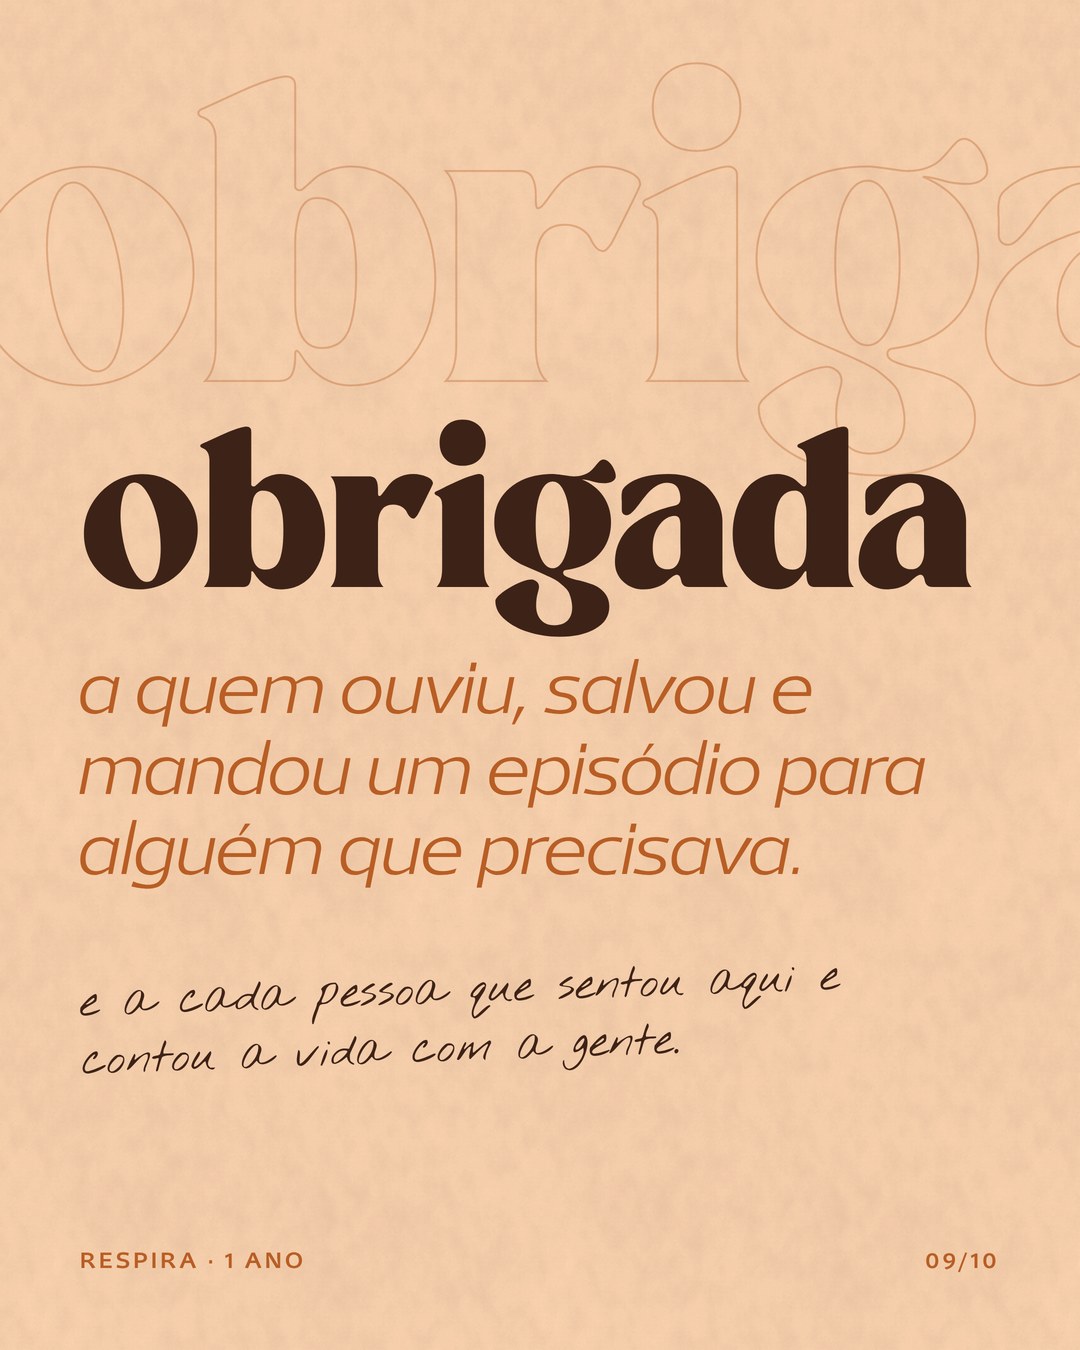 obriga
obrigada
a quem ouviu, salvou e
mandou um episódio para
alguém que precisava.
e a cada pessoa que sentou aqui e
contou a vida com a gente.
RESPIRA · 1 ANO
09/10